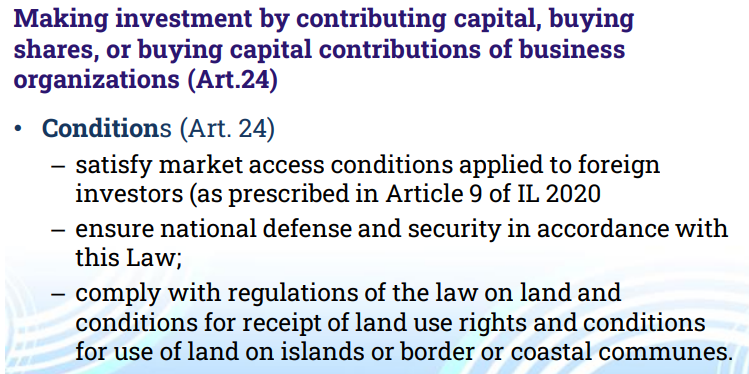 Making investment by contributing capital, buying
shares, or buying capital contributions of business
organizations (Art.24)
• Conditions (Art. 24)
– satisfy market access conditions applied to foreign
investors (as prescribed in Article 9 of IL 2020
– ensure national defense and security in accordance with
this Law;
– comply with regulations of the law on land and
conditions for receipt of land use rights and conditions
for use of land on islands or border or coastal communes.